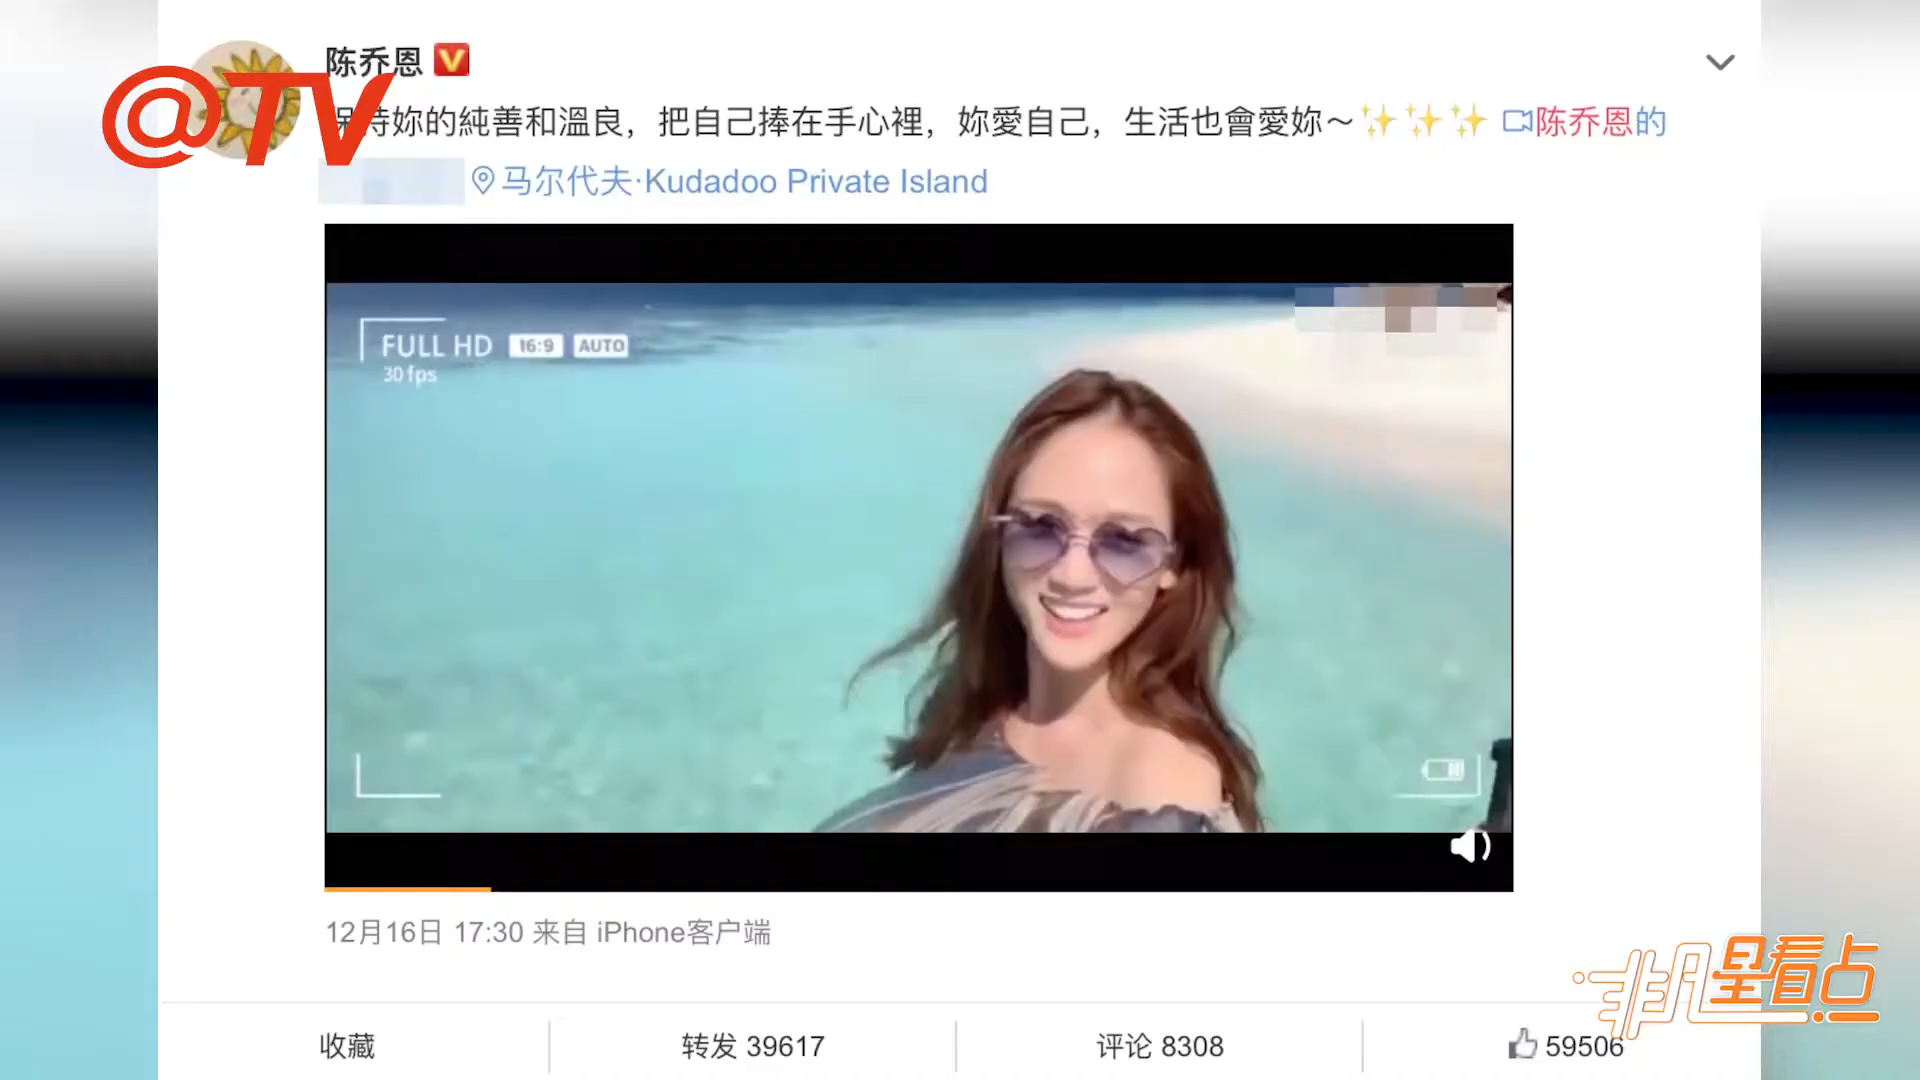 陈乔恩 V
@TV
保持妳的純善和溫良，把自己捧在手心裡，妳愛自己，生活也會愛妳～✨✨✨ 陈乔恩的
马尔代夫·Kudadoo Private Island
FULL HD 16:9 AUTO
30 fps
12月16日 17:30 来自 iPhone客户端
非凡星看点
收藏
转发 39617
评论 8308
59506